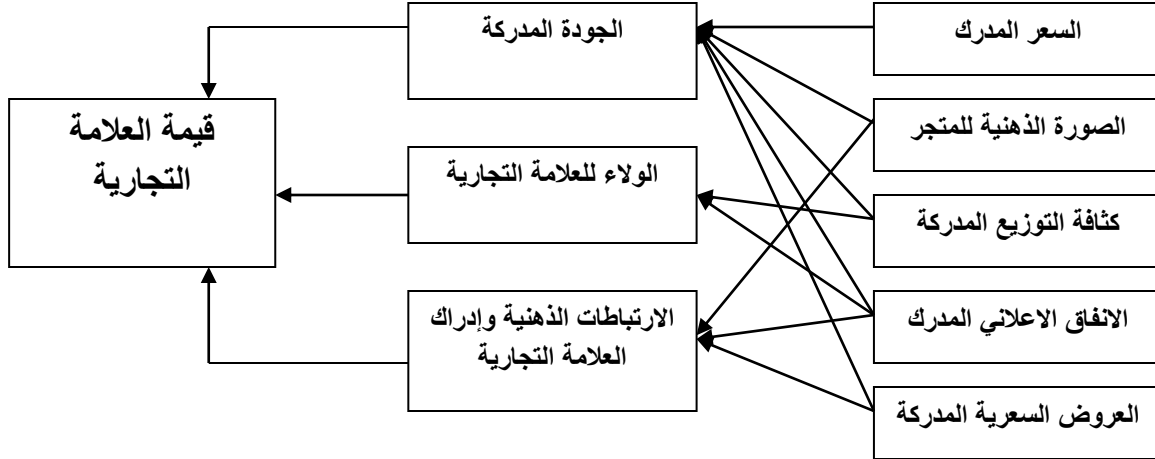 السعر المدرك
الصورة الذهنية للمتجر
كثافة التوزيع المدركة
الانفاق الاعلاني المدرك
العروض السعرية المدركة
الجودة المدركة
الولاء للعلامة التجارية
الارتباطات الذهنية وإدراك
العلامة التجارية
قيمة العلامة
التجارية